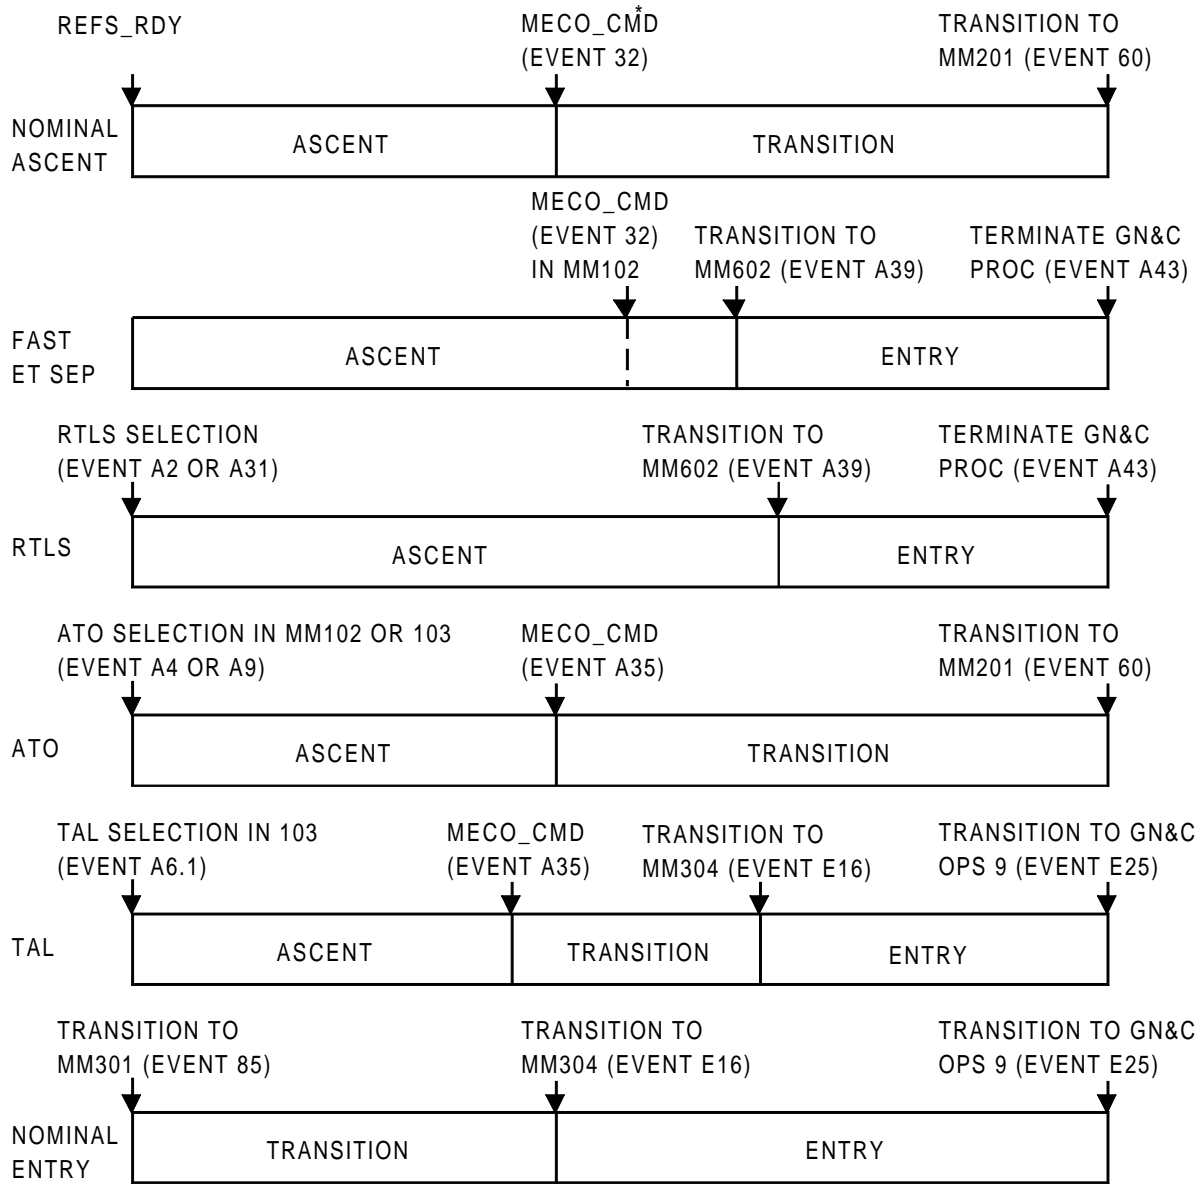 REFS_RDY
MECO_CMD*
(EVENT 32)
TRANSITION TO
MM201 (EVENT 60)
NOMINAL
ASCENT
ASCENT
TRANSITION
MECO_CMD
(EVENT 32)
IN MM102
TRANSITION TO
MM602 (EVENT A39)
TERMINATE GN&C
PROC (EVENT A43)
FAST
ET SEP
ASCENT
ENTRY
RTLS SELECTION
(EVENT A2 OR A31)
TRANSITION TO
MM602 (EVENT A39)
TERMINATE GN&C
PROC (EVENT A43)
RTLS
ASCENT
ENTRY
ATO SELECTION IN MM102 OR 103
(EVENT A4 OR A9)
MECO_CMD
(EVENT A35)
TRANSITION TO
MM201 (EVENT 60)
ATO
ASCENT
TRANSITION
TAL SELECTION IN 103
(EVENT A6.1)
MECO_CMD
(EVENT A35)
TRANSITION TO
MM304 (EVENT E16)
TRANSITION TO GN&C
OPS 9 (EVENT E25)
TAL
ASCENT
TRANSITION
ENTRY
TRANSITION TO
MM301 (EVENT 85)
TRANSITION TO
MM304 (EVENT E16)
TRANSITION TO GN&C
OPS 9 (EVENT E25)
NOMINAL
ENTRY
TRANSITION
ENTRY